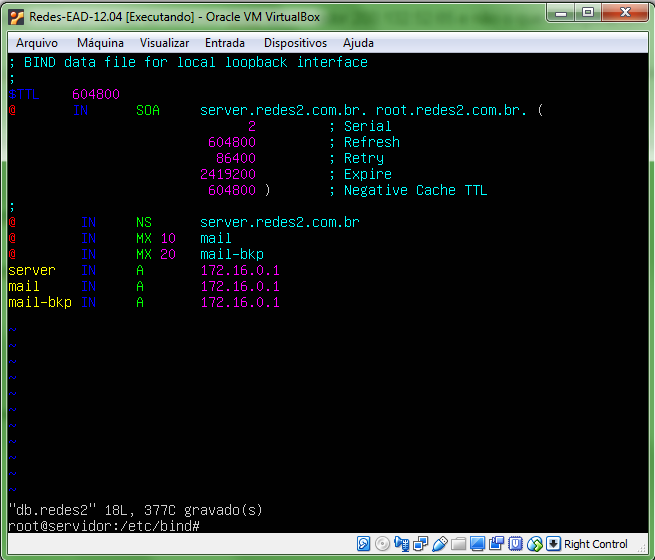 Redes-EAD-12.04 [Executando] - Oracle VM VirtualBox
Arquivo Máquina Visualizar Entrada Dispositivos Ajuda
; BIND data file for local loopback interface
;
$TTL 604800
@ IN SOA server.redes2.com.br. root.redes2.com.br. (
2 ; Serial
604800 ; Refresh
86400 ; Retry
2419200 ; Expire
604800 ) ; Negative Cache TTL
;
@ IN NS server.redes2.com.br
@ IN MX 10 mail
@ IN MX 20 mail-bkp
server IN A 172.16.0.1
mail IN A 172.16.0.1
mail-bkp IN A 172.16.0.1
~
~
~
~
~
~
~
~
~
~
~
"db.redes2" 18L, 377C gravado(s)
root@servidor:/etc/bind#
Right Control